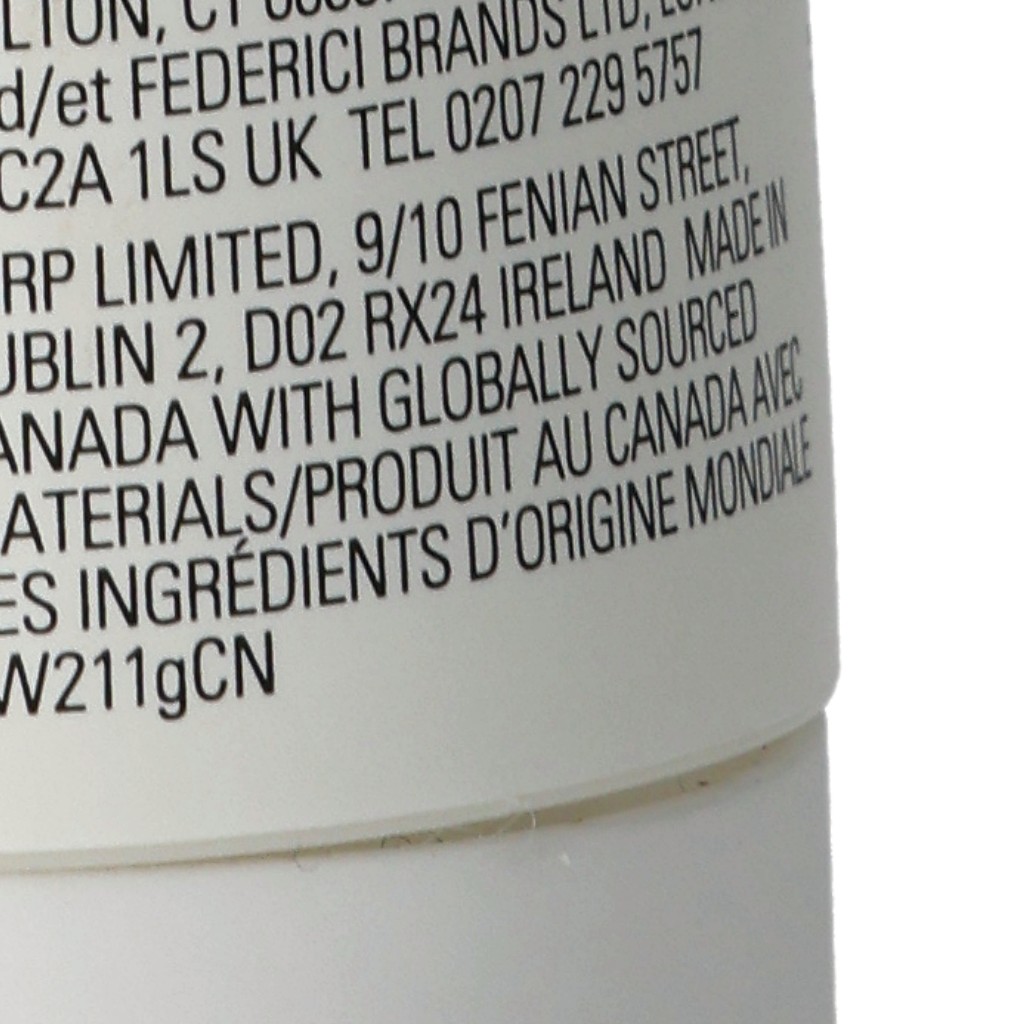 LTON, CT
d/et FEDERICI BRANDS LTD,
C2A 1LS UK TEL 0207 229 5757
RP LIMITED, 9/10 FENIAN STREET,
UBLIN 2, D02 RX24 IRELAND MADE IN
ANADA WITH GLOBALLY SOURCED
ATERIALS/PRODUIT AU CANADA AVEC
ES INGRÉDIENTS D'ORIGINE MONDIALE
W211gCN